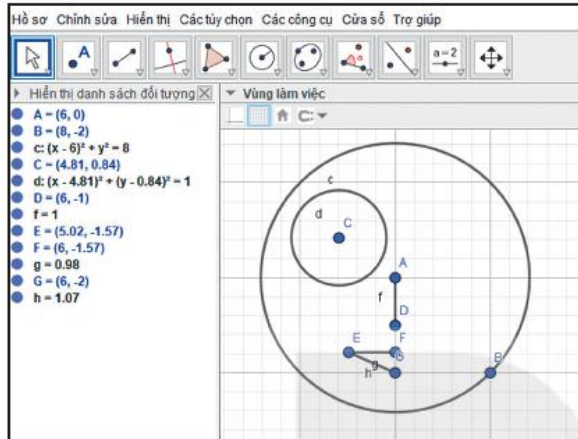 Hồ sơ Chỉnh sửa Hiển thị Các tùy chọn Các công cụ Cửa sổ Trợ giúp
A
a = 2
Hiển thị danh sách đối tượng
Vùng làm việc
A = (6, 0)
B = (8, -2)
c: (x - 6)² + y² = 8
C = (4.81, 0.84)
d: (x - 4.81)² + (y - 0.84)² = 1
D = (6, -1)
f = 1
E = (5.02, -1.57)
F = (6, -1.57)
g = 0.98
G = (6, -2)
h = 1.07
c
d
C
A
f
D
E
F
g
G
h
B